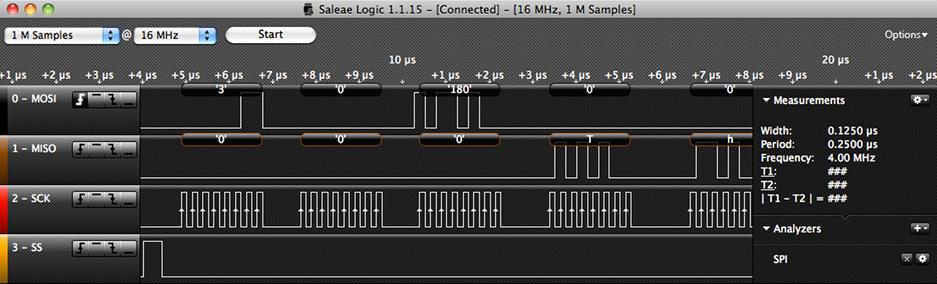 Saleae Logic 1.1.15 – [Connected] – [16 MHz, 1 M Samples]
1 M Samples @ 16 MHz Start Options▾
10 µs 20 µs
+1 µs +2 µs +3 µs +4 µs +5 µs +6 µs +7 µs +8 µs +9 µs +1 µs +2 µs +3 µs +4 µs +5 µs +6 µs +7 µs +8 µs +9 µs +1 µs +2 µs
0 – MOSI '3' '0' '180' '0' '0'
1 – MISO '0' '0' '0' T h
2 – SCK
3 – SS
▾ Measurements
Width: 0.1250 µs
Period: 0.2500 µs
Frequency: 4.00 MHz
T1: ###
T2: ###
| T1 – T2 | = ###
▾ Analyzers
SPI